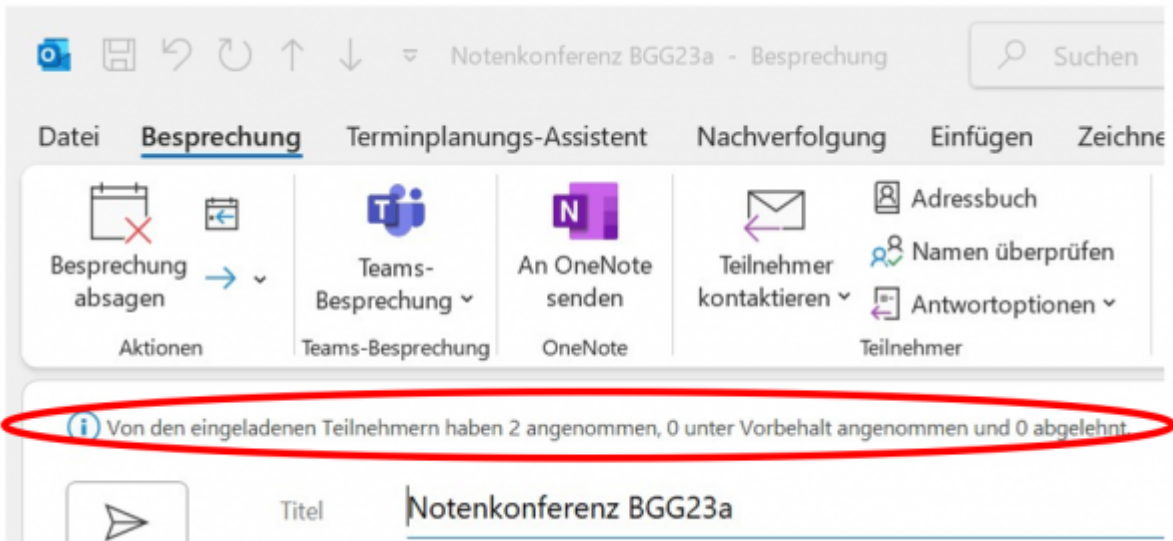 Notenkonferenz BGG23a - Besprechung
Suchen
Datei Besprechung Terminplanungs-Assistent Nachverfolgung Einfügen Zeichne
Besprechung absagen
Aktionen
Teams-Besprechung
Teams-Besprechung
An OneNote senden
OneNote
Teilnehmer kontaktieren
Adressbuch
Namen überprüfen
Antwortoptionen
Teilnehmer
Von den eingeladenen Teilnehmern haben 2 angenommen, 0 unter Vorbehalt angenommen und 0 abgelehnt.
Titel Notenkonferenz BGG23a